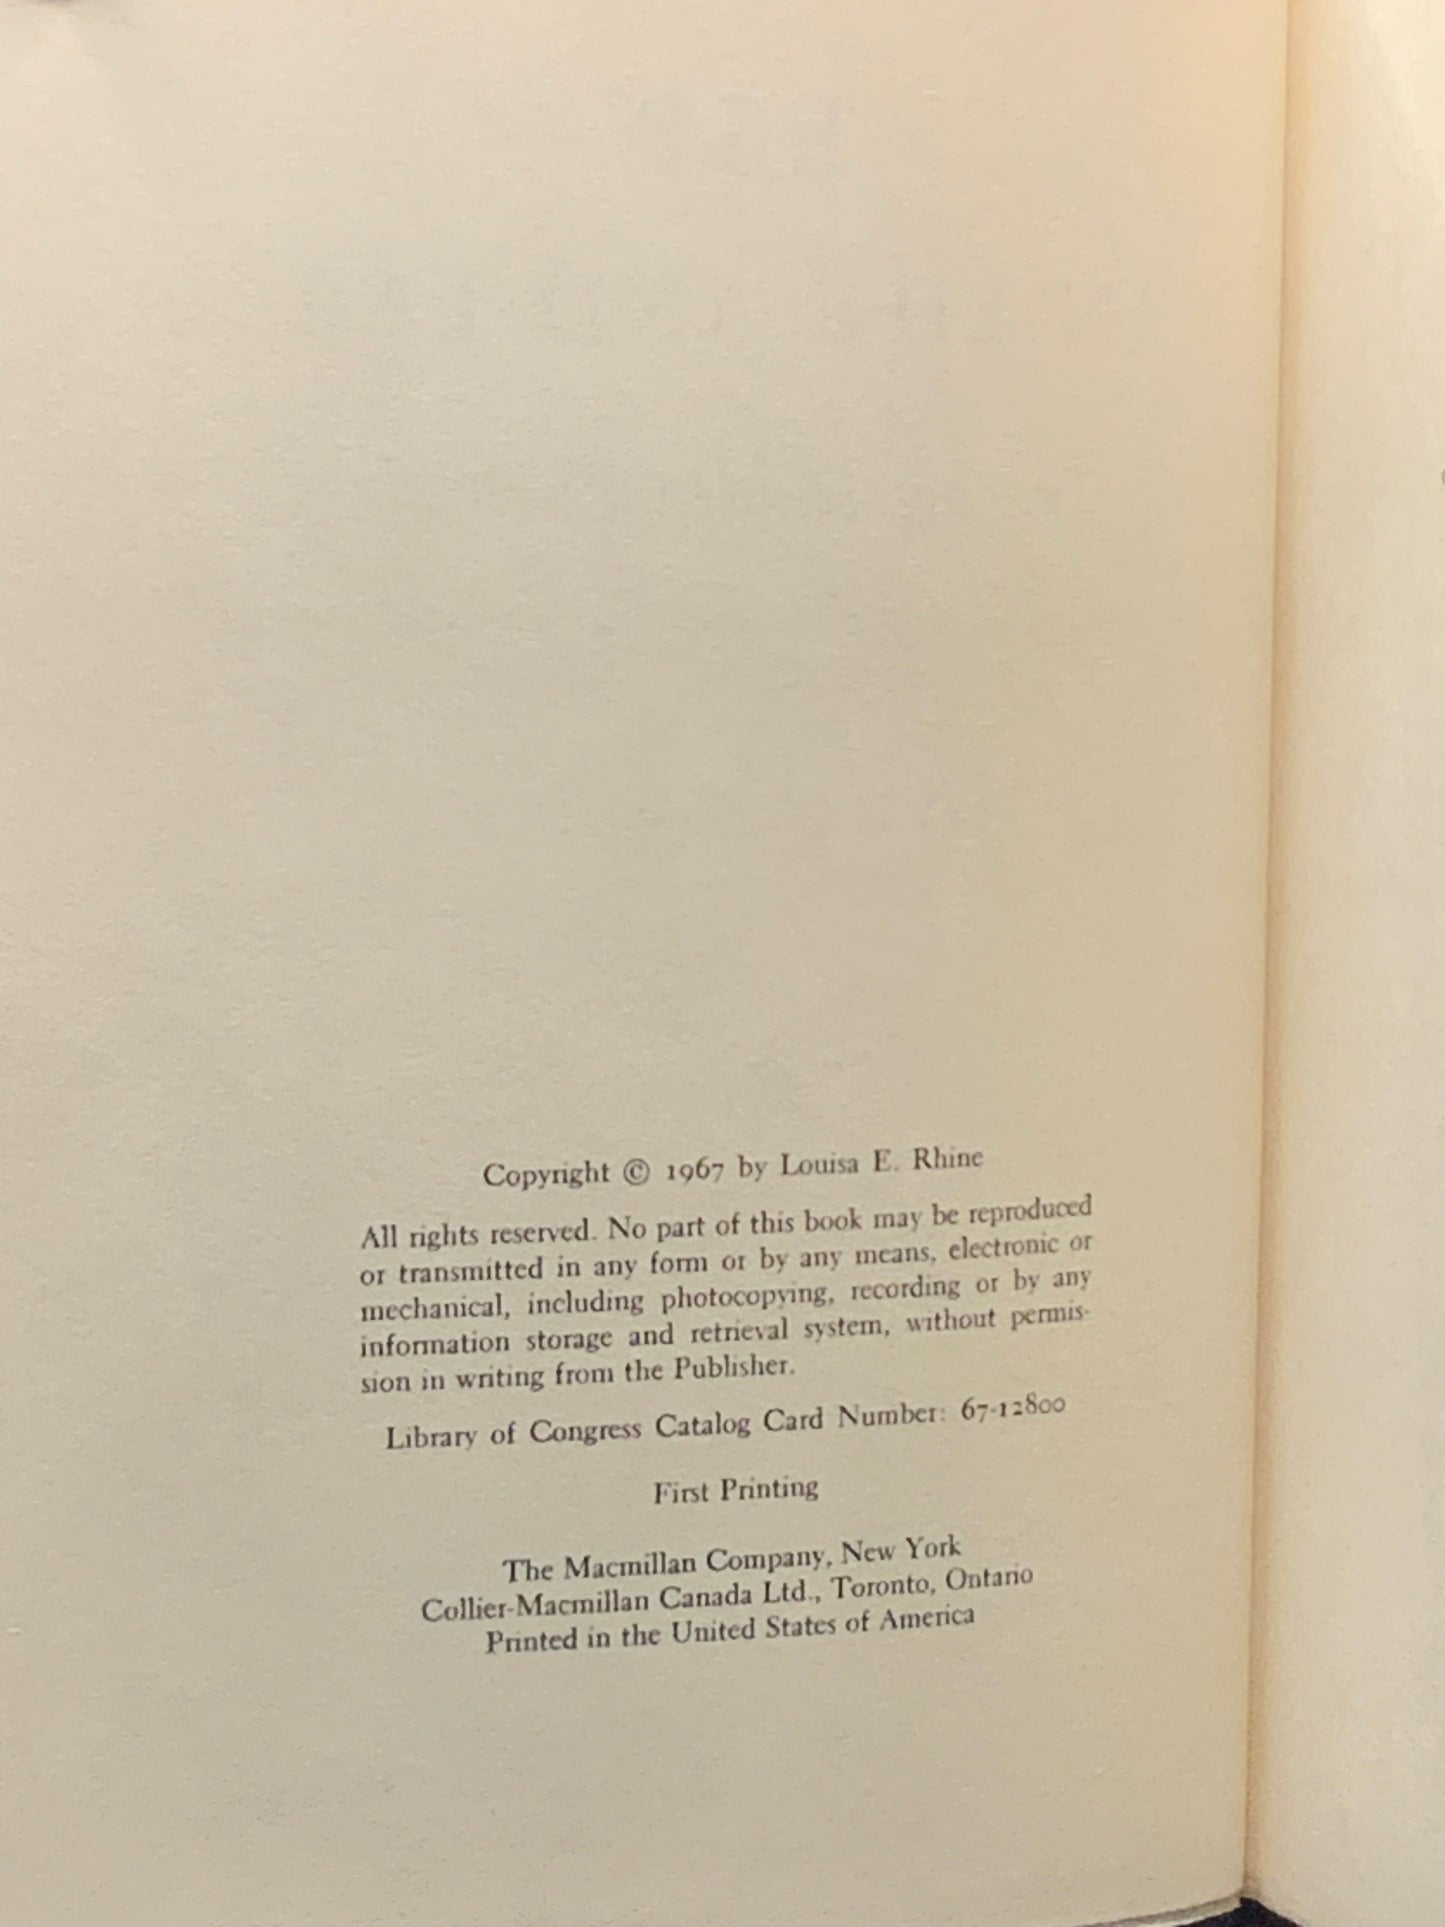 Copyright © 1967 by Louisa E. Rhine
All rights reserved. No part of this book may be reproduced
or transmitted in any form or by any means, electronic or
mechanical, including photocopying, recording or by any
information storage and retrieval system, without permis-
sion in writing from the Publisher.
Library of Congress Catalog Card Number: 67-12800
First Printing
The Macmillan Company, New York
Collier-Macmillan Canada Ltd., Toronto, Ontario
Printed in the United States of America